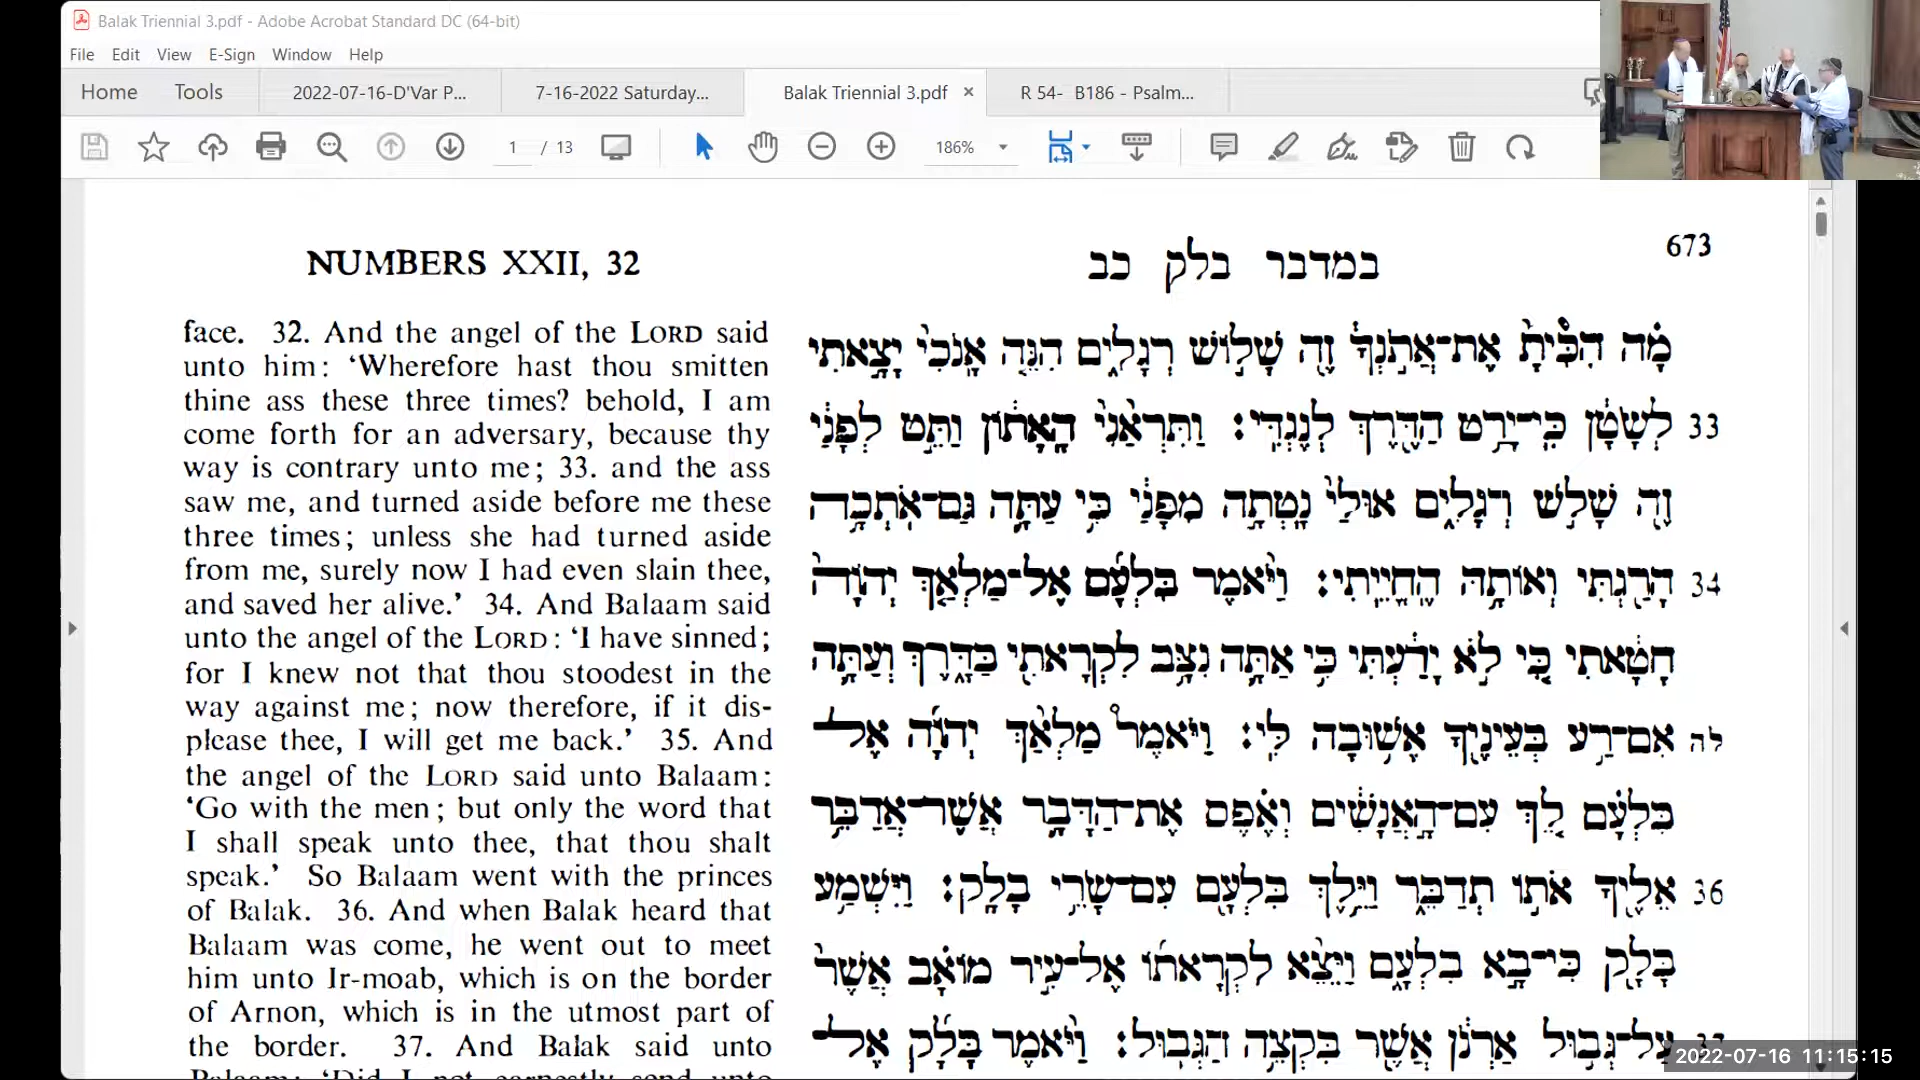 Balak Triennial 3.pdf - Adobe Acrobat Standard DC (64-bit)
File Edit View E-Sign Window Help
Home Tools 2022-07-16-D'Var P... 7-16-2022 Saturday... Balak Triennial 3.pdf × R 54- B186 - Psalm...
1 / 13 186%
NUMBERS XXII, 32
face. 32. And the angel of the LORD said
unto him: ‘Wherefore hast thou smitten
thine ass these three times? behold, I am
come forth for an adversary, because thy
way is contrary unto me; 33. and the ass
saw me, and turned aside before me these
three times; unless she had turned aside
from me, surely now I had even slain thee,
and saved her alive.’ 34. And Balaam said
unto the angel of the LORD: ‘I have sinned;
for I knew not that thou stoodest in the
way against me; now therefore, if it dis-
please thee, I will get me back.’ 35. And
the angel of the LORD said unto Balaam:
‘Go with the men; but only the word that
I shall speak unto thee, that thou shalt
speak.’ So Balaam went with the princes
of Balak. 36. And when Balak heard that
Balaam was come, he went out to meet
him unto Ir-moab, which is on the border
of Arnon, which is in the utmost part of
the border. 37. And Balak said unto
Balaam: ‘Did I not earnestly send unto
במדבר בלק כב
673
מָ֗ה הִכִּ֙יתָ֙ אֶת־אֲתֹ֣נְךָ֔ זֶ֖ה שָׁל֣וֹשׁ רְגָלִ֑ים הִנֵּ֤ה אָֽנֹכִי֙ יָצָ֣אתִי
33 לְשָׂטָ֔ן כִּֽי־יָרַ֥ט הַדֶּ֖רֶךְ לְנֶגְדִּֽי׃ וַתִּרְאַ֙נִי֙ הָֽאָת֔וֹן וַתֵּ֣ט לְפָנַ֔י
זֶ֖ה שָׁלֹ֣שׁ רְגָלִ֑ים אוּלַי֙ נָטְתָ֣ה מִפָּנַ֔י כִּ֥י עַתָּ֛ה גַּם־אֹֽתְכָ֥ה
34 הָרַ֖גְתִּי וְאוֹתָ֥הּ הֶֽחֱיֵֽיתִי׃ וַיֹּ֨אמֶר בִּלְעָ֜ם אֶל־מַלְאַ֤ךְ יְהוָֹה֙
חָטָ֔אתִי כִּ֚י לֹ֣א יָדַ֔עְתִּי כִּ֥י אַתָּ֛ה נִצָּ֥ב לִקְרָאתִ֖י בַּדָּ֑רֶךְ וְעַתָּ֛ה
לה אִם־רַ֥ע בְּעֵינֶ֖יךָ אָשׁ֥וּבָה לִּֽי׃ וַיֹּאמֶר֩ מַלְאַ֨ךְ יְהוָֹ֜ה אֶל־
בִּלְעָ֗ם לֵ֚ךְ עִם־הָ֣אֲנָשִׁ֔ים וְאֶ֗פֶס אֶת־הַדָּבָ֛ר אֲשֶׁר־אֲדַבֵּ֥ר
36 אֵלֶ֖יךָ אֹת֣וֹ תְדַבֵּ֑ר וַיֵּ֥לֶךְ בִּלְעָ֖ם עִם־שָׂרֵ֥י בָלָֽק׃ וַיִּשְׁמַ֥ע
בָּלָ֖ק כִּי־בָ֣א בִלְעָ֑ם וַיֵּצֵ֨א לִקְרָאת֜וֹ אֶל־עִ֣יר מוֹאָ֗ב אֲשֶׁר֙
עַל־גְּב֣וּל אַרְנֹ֔ן אֲשֶׁ֖ר בִּקְצֵ֥ה הַגְּבֽוּל׃ וַיֹּ֨אמֶר בָּלָ֜ק אֶל־
2022-07-16 11:15:15